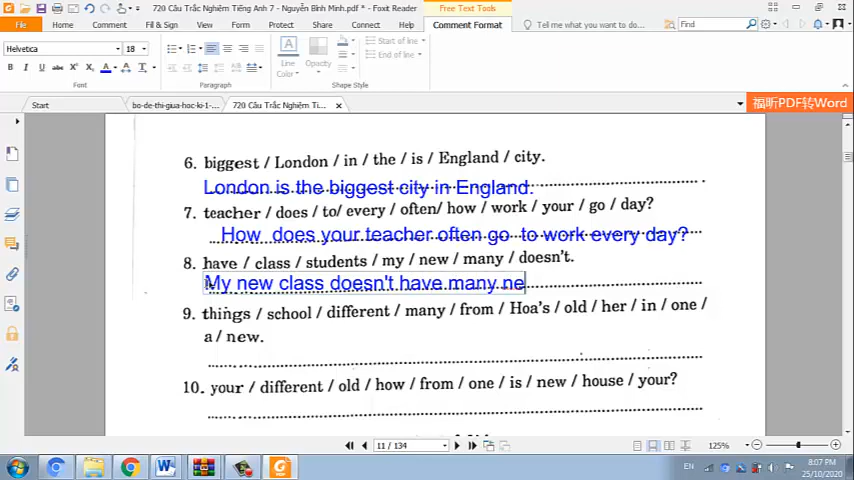 720 Câu Trắc Nghiệm Tiếng Anh 7 - Nguyễn Bình Minh.pdf * - Foxit Reader
Free Text Tools
File Home Comment Fill & Sign View Form Protect Share Connect Help Extras Comment Format Tell me what you want to do... Find
Helvetica 18 Line Color Opacity Start of line End of line
B I U abc X² X₂ A
Font Paragraph Shape Style
Start bo-de-thi-giua-hoc-ki-1-... 720 Câu Trắc Nghiệm Ti... 福昕PDF转Word
6. biggest / London / in / the / is / England / city.
London is the biggest city in England.
7. teacher / does / to/ every / often/ how / work / your / go / day?
How does your teacher often go to work every day?
8. have / class / students / my / new / many / doesn't.
My new class doesn't have many ne
9. things / school / different / many / from / Hoa's / old / her / in / one /
a / new.
10. your / different / old / how / from / one / is / new / house / your?
11 / 134 125%
EN 8:07 PM
25/10/2020